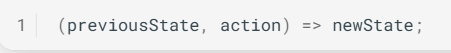 1 (previousState, action) => newState;